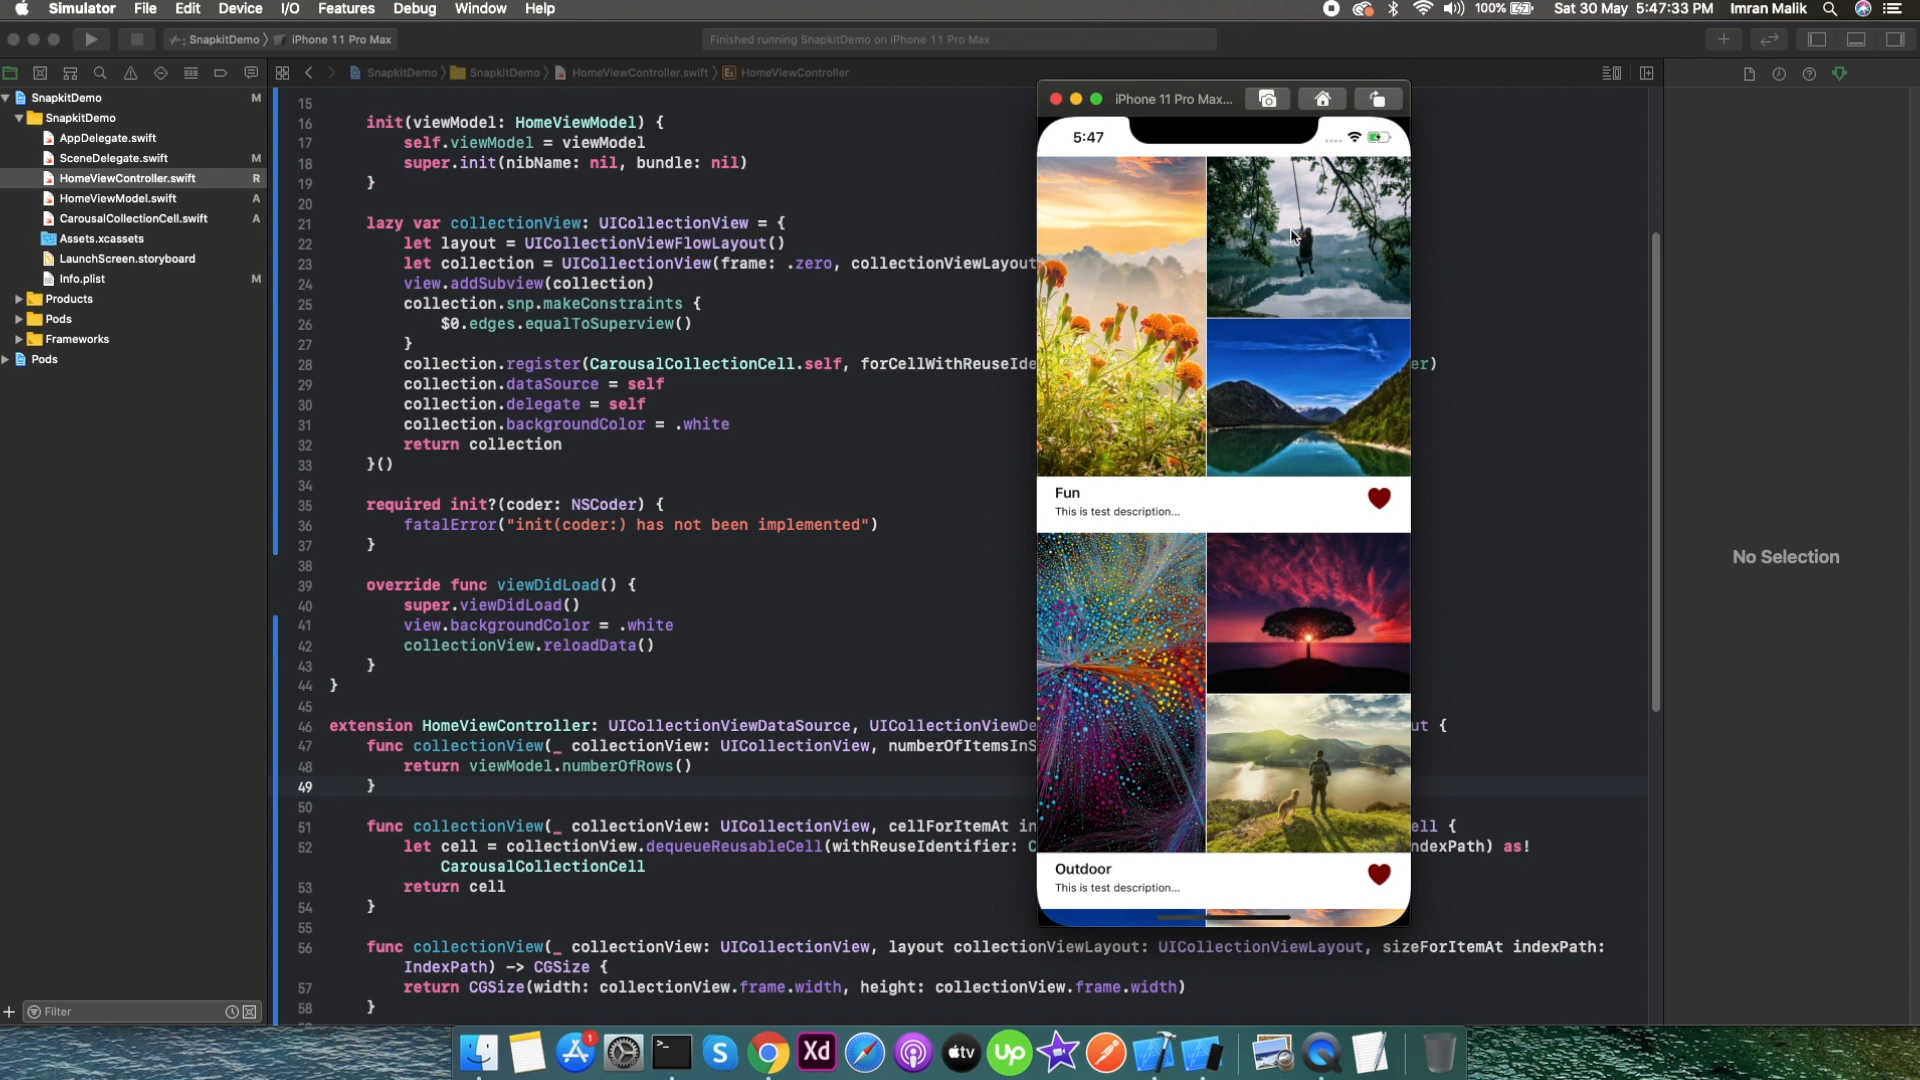 Simulator File Edit Device I/O Features Debug Window Help
100% Sat 30 May 5:47:33 PM Imran Malik
SnapkitDemo iPhone 11 Pro Max
Finished running SnapkitDemo on iPhone 11 Pro Max
SnapkitDemo SnapkitDemo HomeViewController.swift HomeViewController
SnapkitDemo M
SnapkitDemo
AppDelegate.swift
SceneDelegate.swift M
HomeViewController.swift R
HomeViewModel.swift A
CarousalCollectionCell.swift A
Assets.xcassets
LaunchScreen.storyboard
Info.plist M
Products
Pods
Frameworks
Pods
Filter
15
16 init(viewModel: HomeViewModel) {
17 self.viewModel = viewModel
18 super.init(nibName: nil, bundle: nil)
19 }
20
21 lazy var collectionView: UICollectionView = {
22 let layout = UICollectionViewFlowLayout()
23 let collection = UICollectionView(frame: .zero, collectionViewLayout
24 view.addSubview(collection)
25 collection.snp.makeConstraints {
26 $0.edges.equalToSuperview()
27 }
28 collection.register(CarousalCollectionCell.self, forCellWithReuseIde er)
29 collection.dataSource = self
30 collection.delegate = self
31 collection.backgroundColor = .white
32 return collection
33 }()
34
35 required init?(coder: NSCoder) {
36 fatalError("init(coder:) has not been implemented")
37 }
38
39 override func viewDidLoad() {
40 super.viewDidLoad()
41 view.backgroundColor = .white
42 collectionView.reloadData()
43 }
44 }
45
46 extension HomeViewController: UICollectionViewDataSource, UICollectionViewDe ut {
47 func collectionView(_ collectionView: UICollectionView, numberOfItemsInS
48 return viewModel.numberOfRows()
49 }
50
51 func collectionView(_ collectionView: UICollectionView, cellForItemAt in ell {
52 let cell = collectionView.dequeueReusableCell(withReuseIdentifier: C ndexPath) as!
CarousalCollectionCell
53 return cell
54 }
55
56 func collectionView(_ collectionView: UICollectionView, layout collectionViewLayout: UICollectionViewLayout, sizeForItemAt indexPath:
IndexPath) -> CGSize {
57 return CGSize(width: collectionView.frame.width, height: collectionView.frame.width)
58 }
iPhone 11 Pro Max...
5:47
Fun
This is test description...
Outdoor
This is test description...
No Selection
1
S
Xd
tv
Up